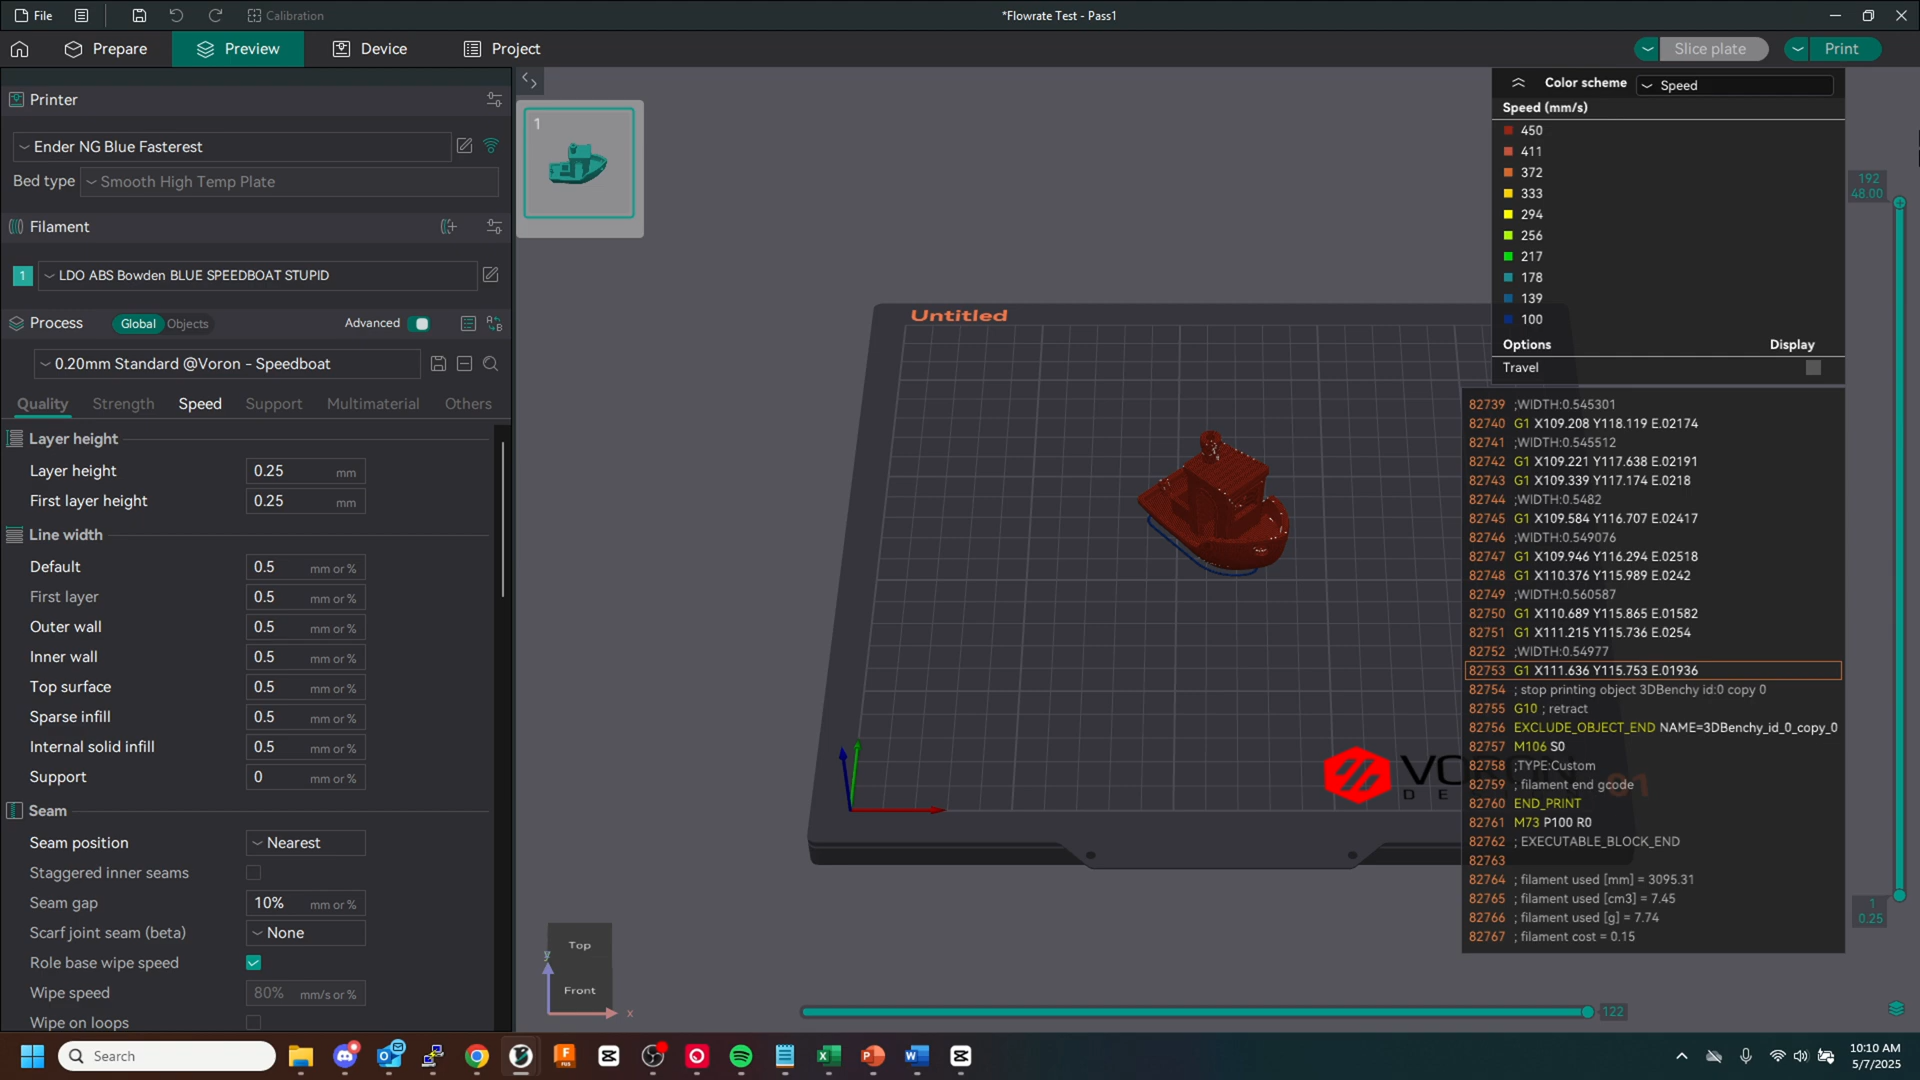 File
Calibration
*Flowrate Test - Pass1
Prepare
Preview
Device
Project
Slice plate
Print
Printer
Ender NG Blue Fasterest
Bed type
Smooth High Temp Plate
Filament
1
LDO ABS Bowden BLUE SPEEDBOAT STUPID
Process
Global
Objects
Advanced
0.20mm Standard @Voron - Speedboat
Quality
Strength
Speed
Support
Multimaterial
Others
Layer height
Layer height 0.25 mm
First layer height 0.25 mm
Line width
Default 0.5 mm or %
First layer 0.5 mm or %
Outer wall 0.5 mm or %
Inner wall 0.5 mm or %
Top surface 0.5 mm or %
Sparse infill 0.5 mm or %
Internal solid infill 0.5 mm or %
Support 0 mm or %
Seam
Seam position Nearest
Staggered inner seams
Seam gap 10% mm or %
Scarf joint seam (beta) None
Role base wipe speed
Wipe speed 80% mm/s or %
Wipe on loops
1
Untitled
Top
Front
y
x
122
Color scheme Speed
Speed (mm/s)
450
411
372
333
294
256
217
178
139
100
Options Display
Travel
192
48.00
1
0.25
82739 ;WIDTH:0.545301
82740 G1 X109.208 Y118.119 E.02174
82741 ;WIDTH:0.545512
82742 G1 X109.221 Y117.638 E.02191
82743 G1 X109.339 Y117.174 E.0218
82744 ;WIDTH:0.5482
82745 G1 X109.584 Y116.707 E.02417
82746 ;WIDTH:0.549076
82747 G1 X109.946 Y116.294 E.02518
82748 G1 X110.376 Y115.989 E.0242
82749 ;WIDTH:0.560587
82750 G1 X110.689 Y115.865 E.01582
82751 G1 X111.215 Y115.736 E.0254
82752 ;WIDTH:0.54977
82753 G1 X111.636 Y115.753 E.01936
82754 ; stop printing object 3DBenchy id:0 copy 0
82755 G10 ; retract
82756 EXCLUDE_OBJECT_END NAME=3DBenchy_id_0_copy_0
82757 M106 S0
82758 ;TYPE:Custom
82759 ; filament end gcode
82760 END_PRINT
82761 M73 P100 R0
82762 ; EXECUTABLE_BLOCK_END
82763
82764 ; filament used [mm] = 3095.31
82765 ; filament used [cm3] = 7.45
82766 ; filament used [g] = 7.74
82767 ; filament cost = 0.15
01
Search
10:10 AM
5/7/2025